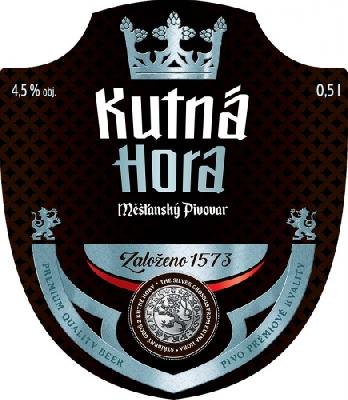 4,5 % obj.
0,5 l
Kutná
Hora
Měšťanský Pivovar
Založeno 1573
PREMIUM QUALITY BEER
PIVO PRÉMIOVÉ KVALITY